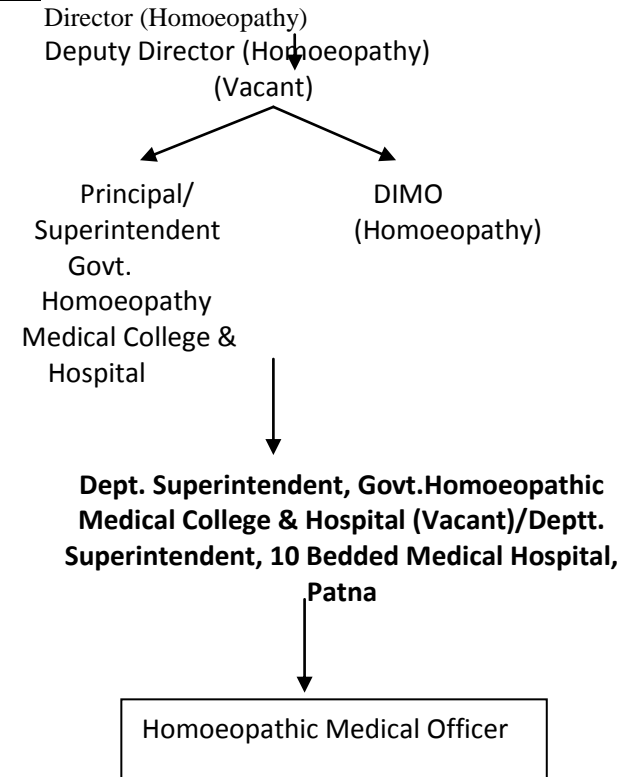 Director (Homoeopathy)
Deputy Director (Homoeopathy)
(Vacant)
Principal/
Superintendent
Govt.
Homoeopathy
Medical College &
Hospital
DIMO
(Homoeopathy)
Dept. Superintendent, Govt.Homoeopathic
Medical College & Hospital (Vacant)/Deptt.
Superintendent, 10 Bedded Medical Hospital,
Patna
Homoeopathic Medical Officer